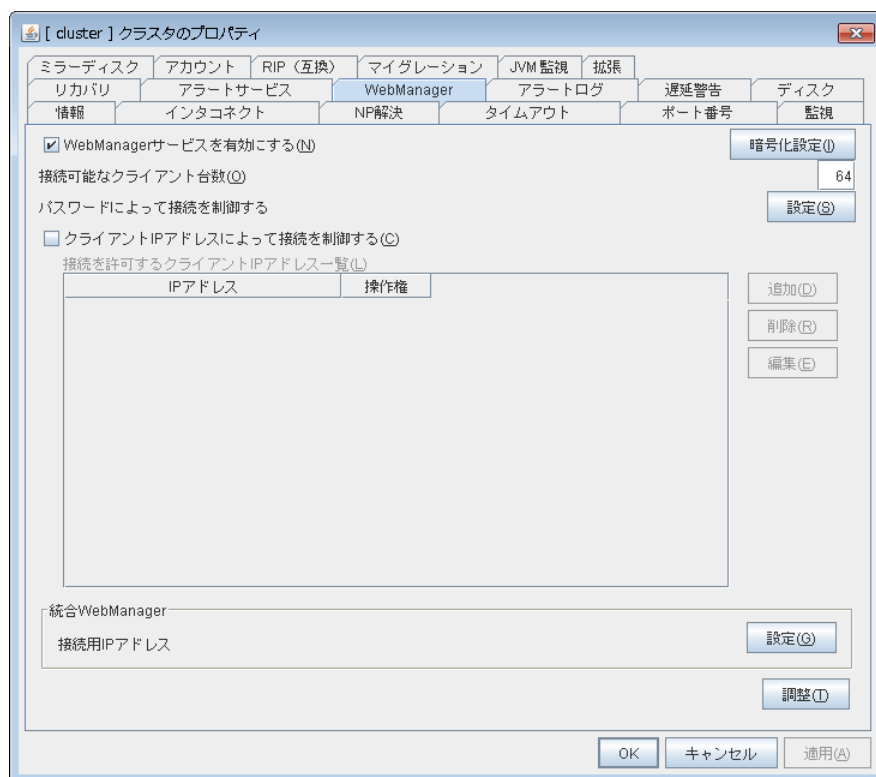 [ cluster ] クラスタのプロパティ
ミラーディスク アカウント RIP（互換） マイグレーション JVM監視 拡張
リカバリ アラートサービス WebManager アラートログ 遅延警告 ディスク
情報 インタコネクト NP解決 タイムアウト ポート番号 監視
WebManagerサービスを有効にする(N) 暗号化設定(I)
接続可能なクライアント台数(O) 64
パスワードによって接続を制御する 設定(S)
クライアントIPアドレスによって接続を制御する(C)
接続を許可するクライアントIPアドレス一覧(L)
IPアドレス 操作権 追加(D)
削除(R)
編集(E)
統合WebManager
接続用IPアドレス 設定(G)
調整(T)
OK キャンセル 適用(A)